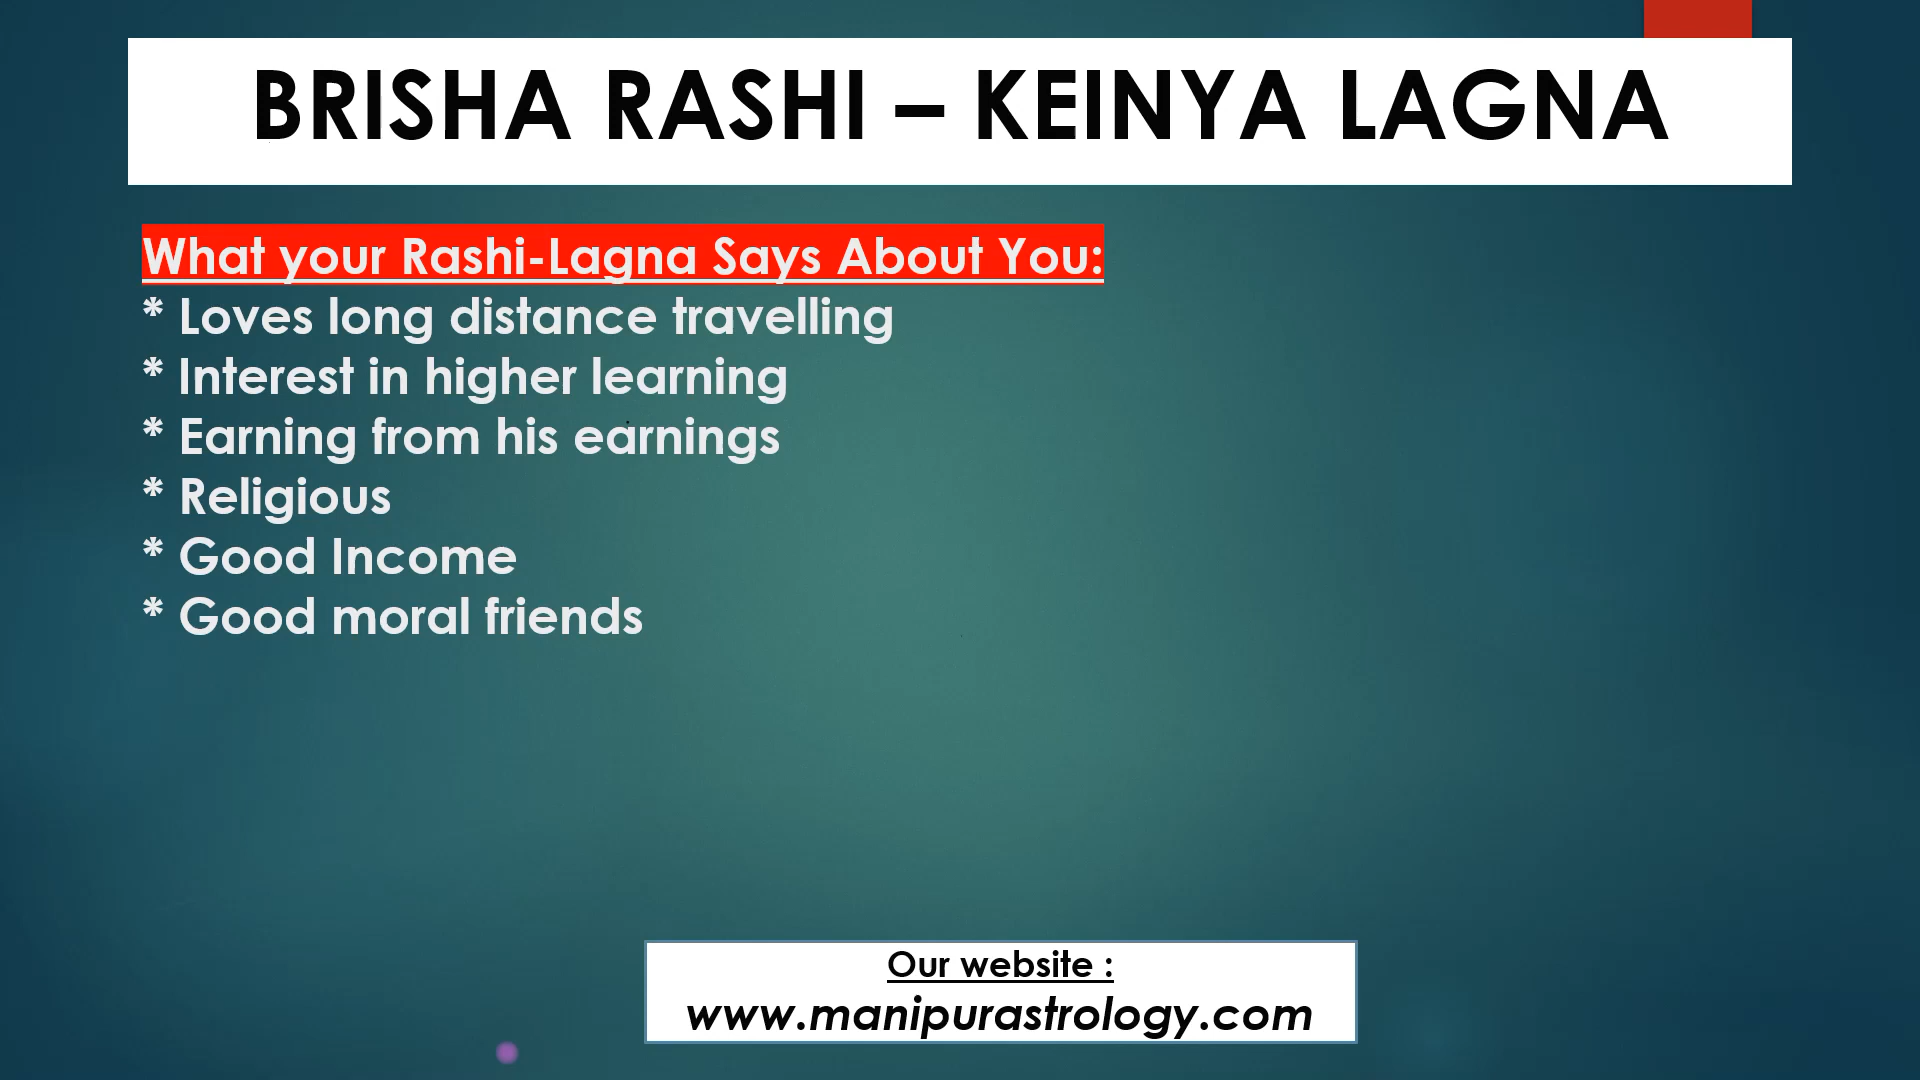 BRISHA RASHI – KEINYA LAGNA
What your Rashi-Lagna Says About You:
* Loves long distance travelling
* Interest in higher learning
* Earning from his earnings
* Religious
* Good Income
* Good moral friends
Our website :
www.manipurastrology.com